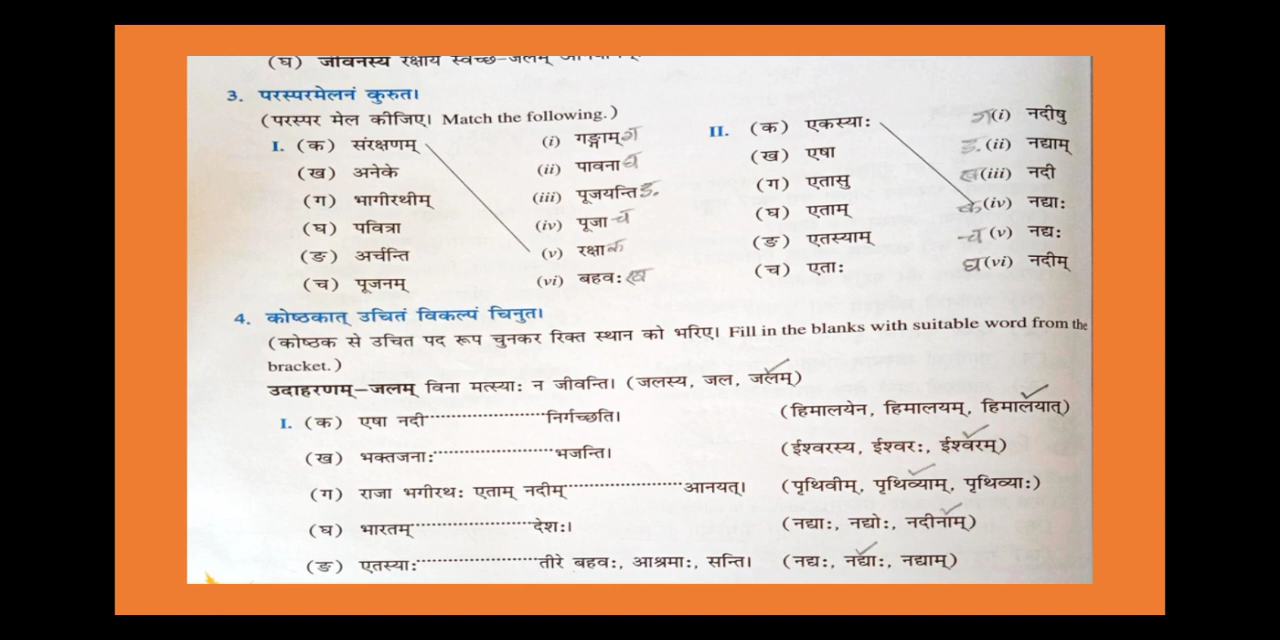 (घ) जीवनस्य रक्षायै स्वच्छ-जलम्
3. परस्परमेलनं कुरुत।
(परस्पर मेल कीजिए। Match the following.)
I. (क) संरक्षणम् (i) गङ्गाम् ग
(ख) अनेके (ii) पावना घ
(ग) भागीरथीम् (iii) पूजयन्ति ङ.
(घ) पवित्रा (iv) पूजा च
(ङ) अर्चन्ति (v) रक्षा क
(च) पूजनम् (vi) बहवः ख
II. (क) एकस्याः ग (i) नदीषु
(ख) एषा ङ. (ii) नद्याम्
(ग) एतासु ख (iii) नदी
(घ) एताम् क (iv) नद्याः
(ङ) एतस्याम् च (v) नद्यः
(च) एताः घ (vi) नदीम्
4. कोष्ठकात् उचितं विकल्पं चिनुत।
(कोष्ठक से उचित पद रूप चुनकर रिक्त स्थान को भरिए। Fill in the blanks with suitable word from the
bracket.)
उदाहरणम्–जलम् विना मत्स्याः न जीवन्ति। (जलस्य, जल, जलम्)
I. (क) एषा नदी ........................ निर्गच्छति। (हिमालयेन, हिमालयम्, हिमालयात्)
(ख) भक्तजनाः ........................ भजन्ति। (ईश्वरस्य, ईश्वरः, ईश्वरम्)
(ग) राजा भगीरथः एताम् नदीम् ........................ आनयत्। (पृथिवीम्, पृथिव्याम्, पृथिव्याः)
(घ) भारतम् ........................ देशः। (नद्याः, नद्योः, नदीनाम्)
(ङ) एतस्याः ........................ तीरे बहवः, आश्रमाः, सन्ति। (नद्यः, नद्याः, नद्याम्)